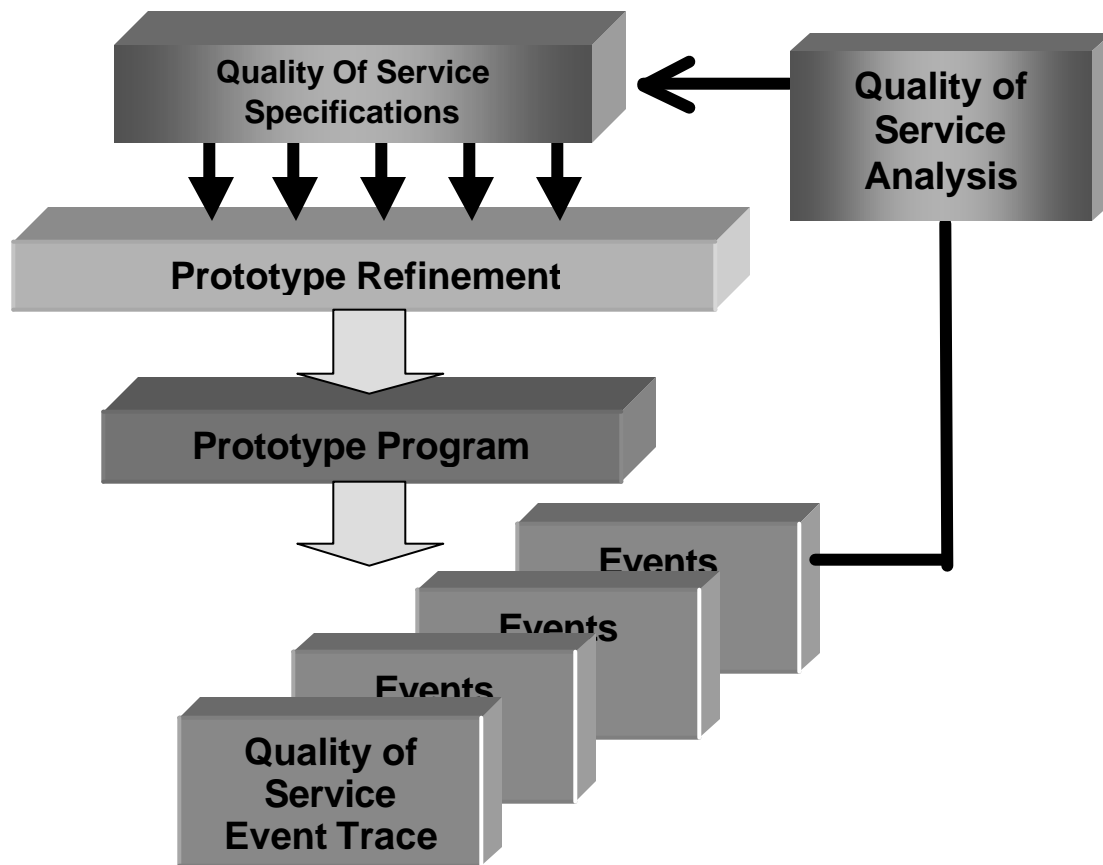 Quality Of Service
Specifications
Quality of
Service
Analysis
Prototype Refinement
Prototype Program
Events
Events
Events
Quality of
Service
Event Trace